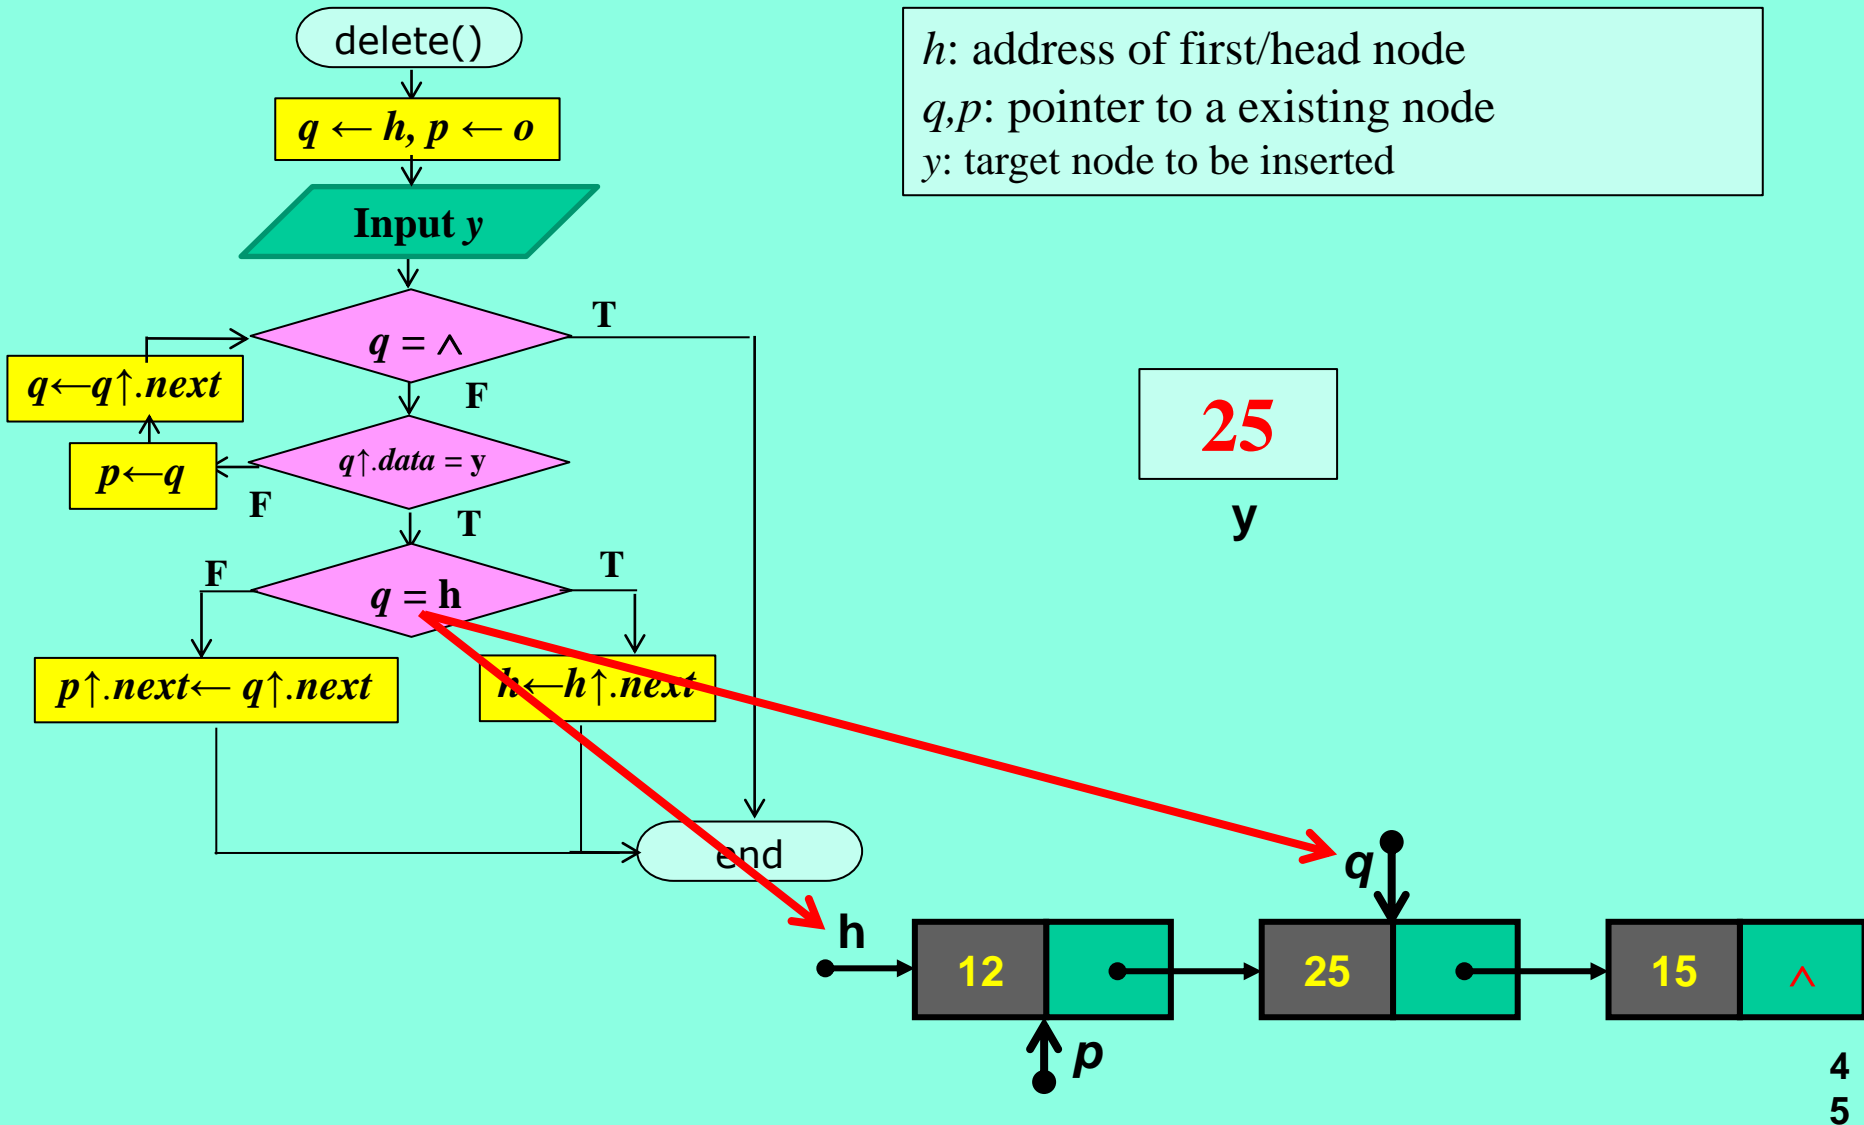 delete()
q ← h, p ← o
Input y
q = ∧
T
F
q←q↑.next
p←q
q↑.data = y
F
T
q = h
F
T
p↑.next← q↑.next
h←h↑.next
end
h: address of first/head node
q,p: pointer to a existing node
y: target node to be inserted
25
y
q
h
12
25
15
∧
p
4
5